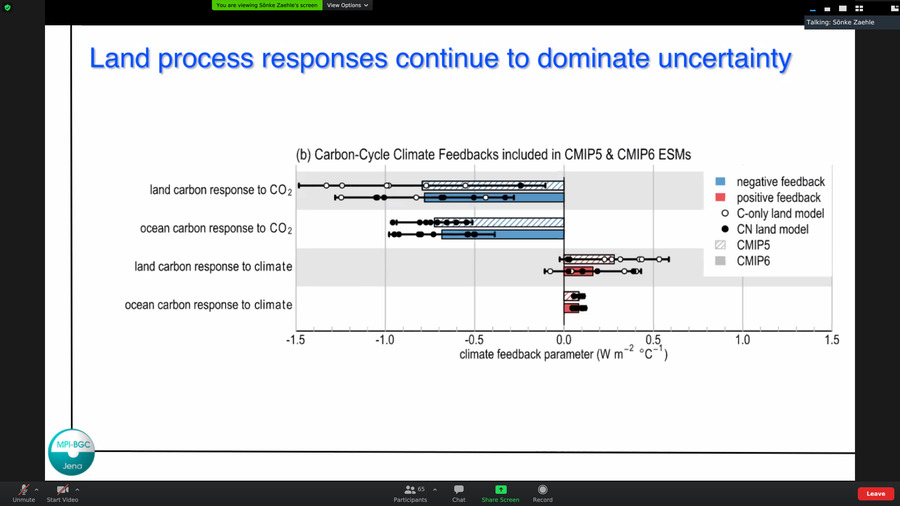 You are viewing Sönke Zaehle's screen
View Options
Talking: Sönke Zaehle
Land process responses continue to dominate uncertainty
(b) Carbon-Cycle Climate Feedbacks included in CMIP5 & CMIP6 ESMs
land carbon response to CO₂
ocean carbon response to CO₂
land carbon response to climate
ocean carbon response to climate
negative feedback
positive feedback
C-only land model
CN land model
CMIP5
CMIP6
-1.5 -1.0 -0.5 0.0 0.5 1.0 1.5
climate feedback parameter (W m⁻² °C⁻¹)
MPI-BGC
Jena
Unmute
Start Video
Participants
65
Chat
Share Screen
Record
Leave